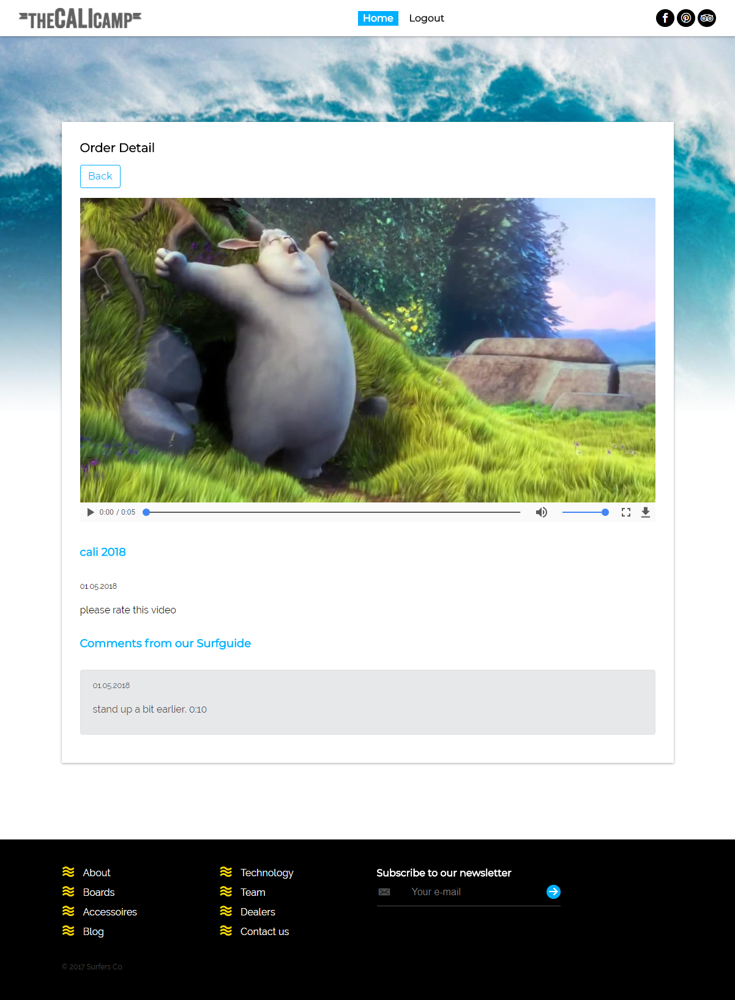 THECALICAMP
Home Logout
Order Detail
Back
0:00 / 0:05
cali 2018
01.05.2018
please rate this video
Comments from our Surfguide
01.05.2018
stand up a bit earlier. 0:10
About
Boards
Accessoires
Blog
Technology
Team
Dealers
Contact us
Subscribe to our newsletter
Your e-mail
© 2017 Surfers Co.